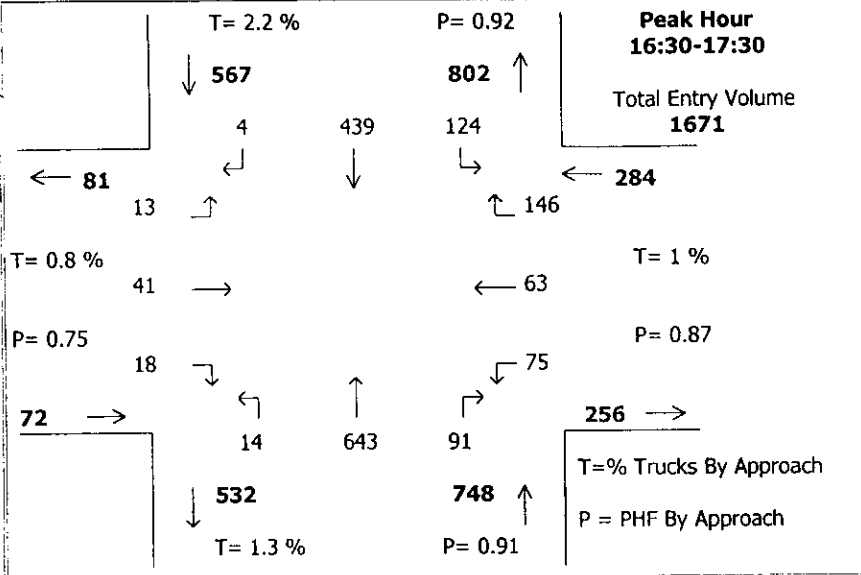 T= 2.2 % P= 0.92 Peak Hour
16:30-17:30
567 802
Total Entry Volume
4 439 124 1671
81 284
13 146
T= 0.8 % T= 1 %
41 63
P= 0.75 P= 0.87
18 75
72 256
14 643 91
T=% Trucks By Approach
532 748
P = PHF By Approach
T= 1.3 % P= 0.91